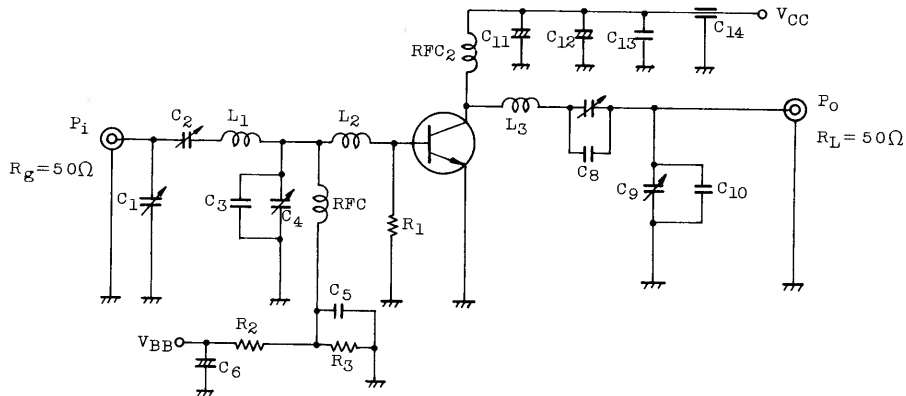 VCC
C11
C12
C13
C14
RFC2
Pi
C2
L1
L2
L3
Po
Rg=50Ω
RL=50Ω
C8
C1
C3
C4
RFC
R1
C9
C10
C5
VBB
R2
R3
C6